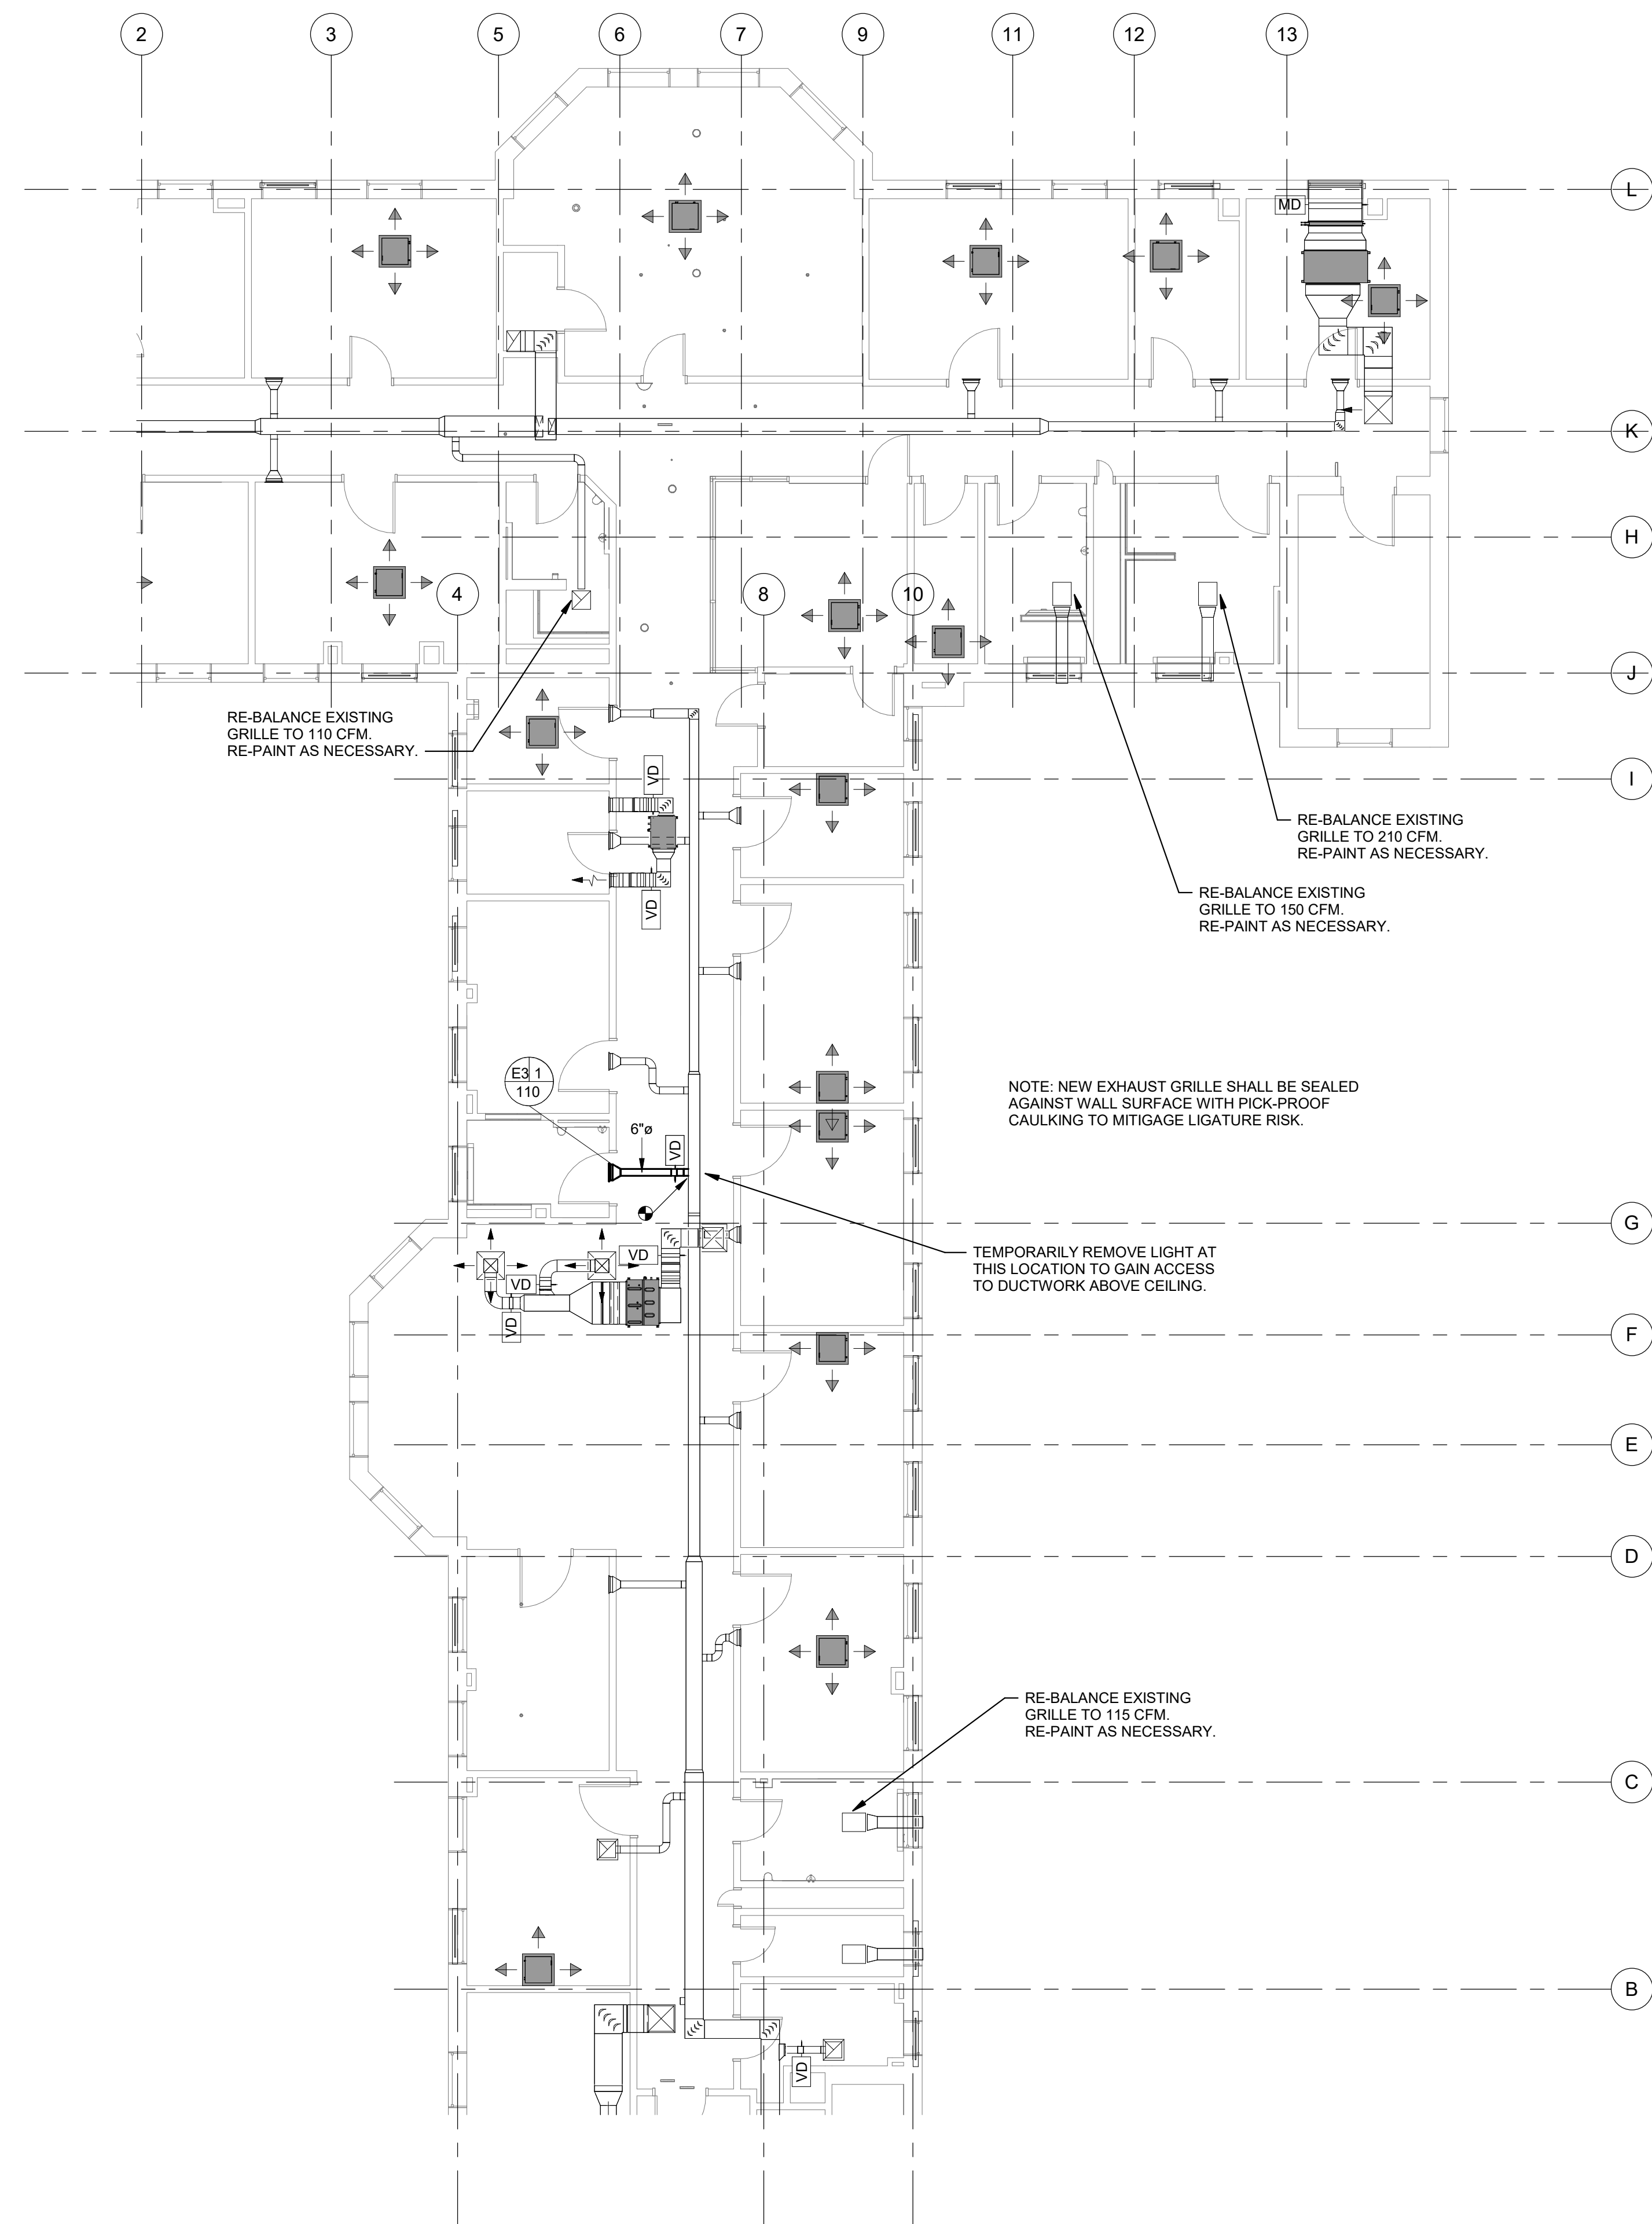 2
3
5
6
7
9
11
12
13
L
MD
K
H
4
8
10
J
RE-BALANCE EXISTING
GRILLE TO 110 CFM.
RE-PAINT AS NECESSARY.
VD
I
RE-BALANCE EXISTING
GRILLE TO 210 CFM.
RE-PAINT AS NECESSARY.
VD
RE-BALANCE EXISTING
GRILLE TO 150 CFM.
RE-PAINT AS NECESSARY.
E3 1
110
NOTE: NEW EXHAUST GRILLE SHALL BE SEALED
AGAINST WALL SURFACE WITH PICK-PROOF
CAULKING TO MITIGAGE LIGATURE RISK.
6"ø
VD
G
VD
TEMPORARILY REMOVE LIGHT AT
THIS LOCATION TO GAIN ACCESS
TO DUCTWORK ABOVE CEILING.
VD
VD
F
E
D
RE-BALANCE EXISTING
GRILLE TO 115 CFM.
RE-PAINT AS NECESSARY.
C
B
VD